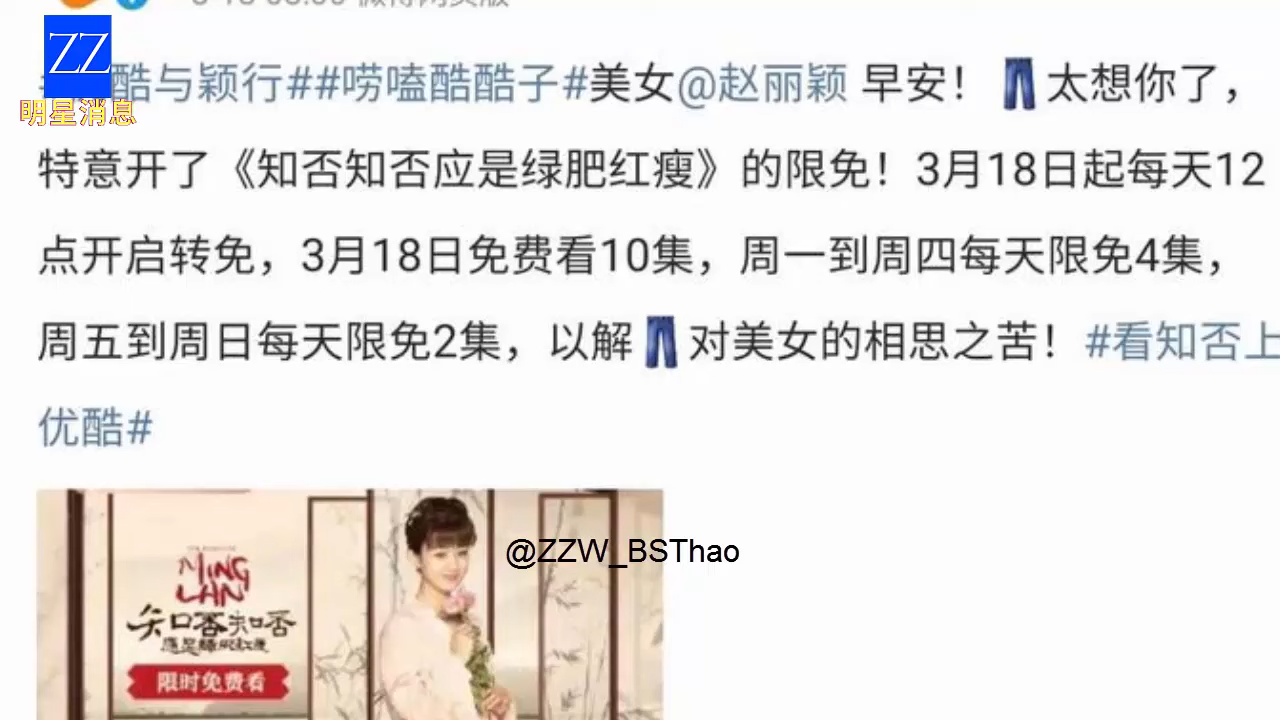 ZZ
明星消息
酷与颖行##唠嗑酷酷子#美女@赵丽颖 早安！👖太想你了，
特意开了《知否知否应是绿肥红瘦》的限免！3月18日起每天12
点开启转免，3月18日免费看10集，周一到周四每天限免4集，
周五到周日每天限免2集，以解👖对美女的相思之苦！#看知否上
优酷#
@ZZW_BSThao
MING
LAN
知否知否
应是绿肥红瘦
限时免费看